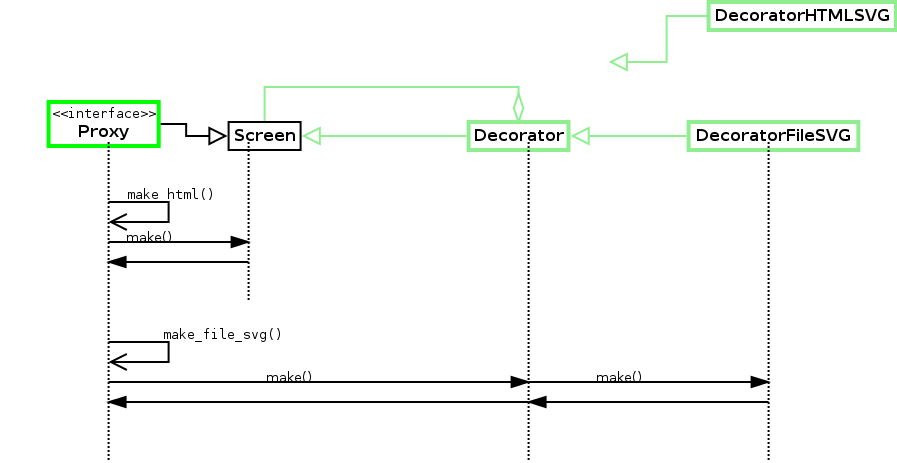 DecoratorHTMLSVG
<<interface>>
Proxy
Screen
Decorator
DecoratorFileSVG
make_html()
make()
make_file_svg()
make()
make()